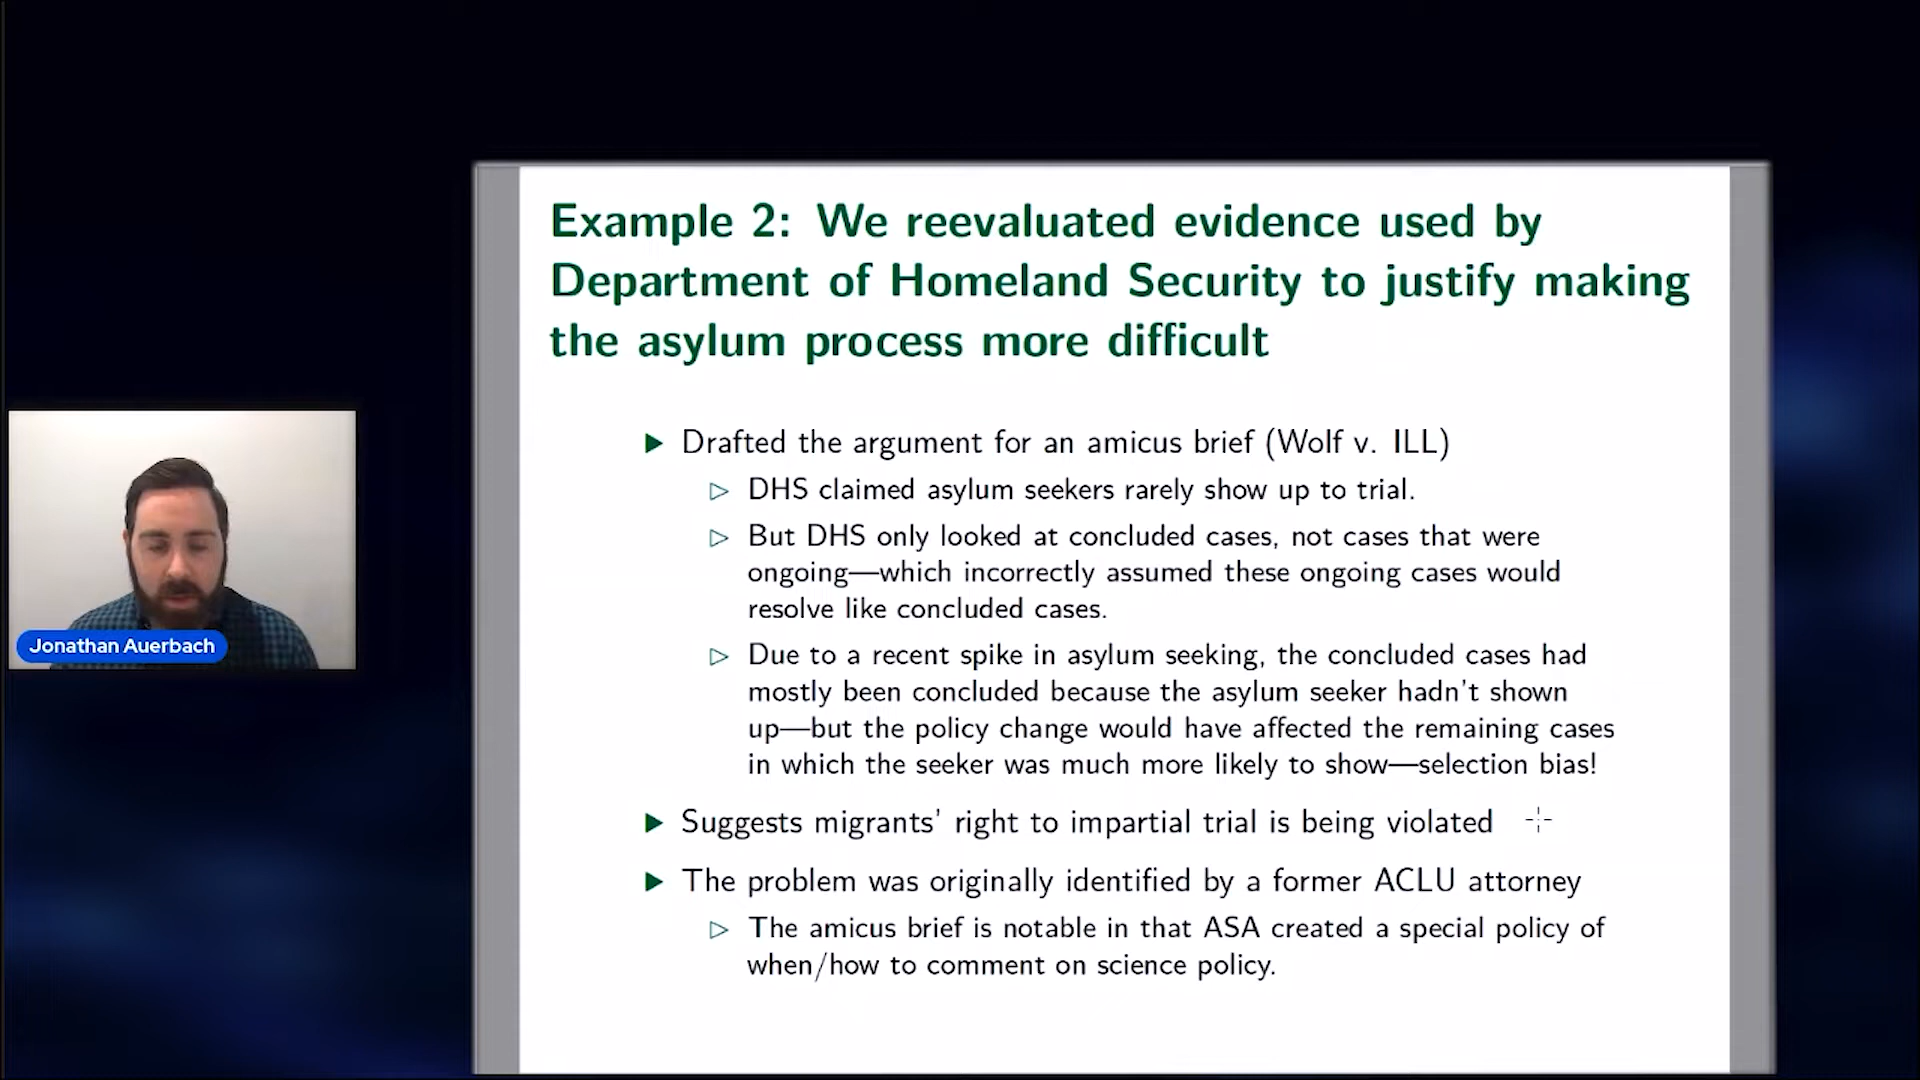 Example 2: We reevaluated evidence used by
Department of Homeland Security to justify making
the asylum process more difficult
▶ Drafted the argument for an amicus brief (Wolf v. ILL)
▷ DHS claimed asylum seekers rarely show up to trial.
▷ But DHS only looked at concluded cases, not cases that were
ongoing—which incorrectly assumed these ongoing cases would
resolve like concluded cases.
▷ Due to a recent spike in asylum seeking, the concluded cases had
mostly been concluded because the asylum seeker hadn't shown
up—but the policy change would have affected the remaining cases
in which the seeker was much more likely to show—selection bias!
▶ Suggests migrants' right to impartial trial is being violated
▶ The problem was originally identified by a former ACLU attorney
▷ The amicus brief is notable in that ASA created a special policy of
when/how to comment on science policy.
Jonathan Auerbach